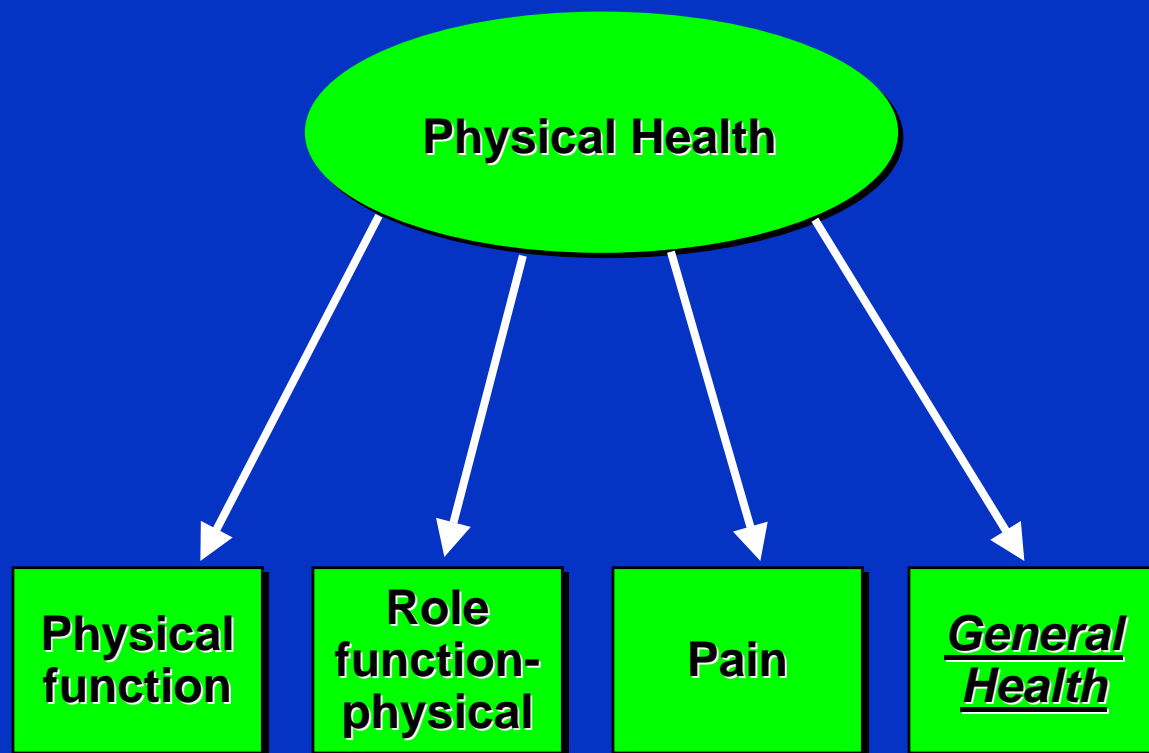 Physical Health
Physical
function
Role
function-
physical
Pain
General
Health